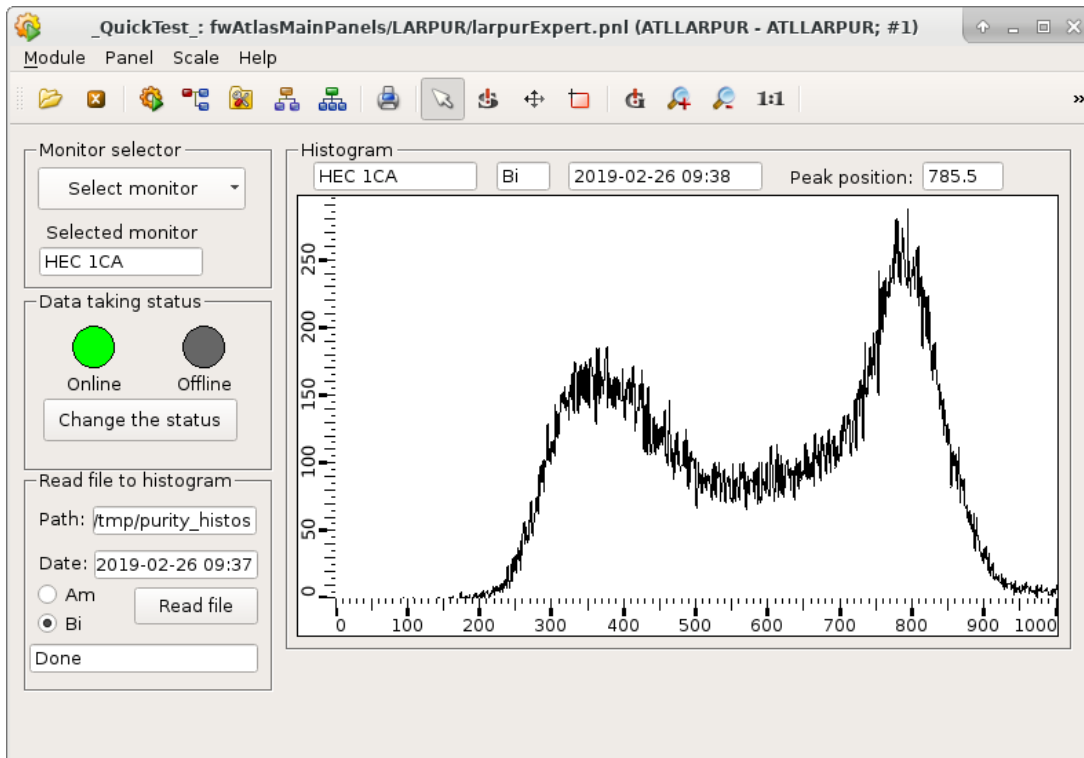 _QuickTest_: fwAtlasMainPanels/LARPUR/larpurExpert.pnl (ATLLARPUR - ATLLARPUR; #1)
Module Panel Scale Help
1:1 »
Monitor selector
Select monitor
Selected monitor
HEC 1CA
Data taking status
Online Offline
Change the status
Read file to histogram
Path: /tmp/purity_histos
Date: 2019-02-26 09:37
Am
Bi
Read file
Done
Histogram
HEC 1CA Bi 2019-02-26 09:38 Peak position: 785.5
250
200
150
100
50
0
0 100 200 300 400 500 600 700 800 900 1000